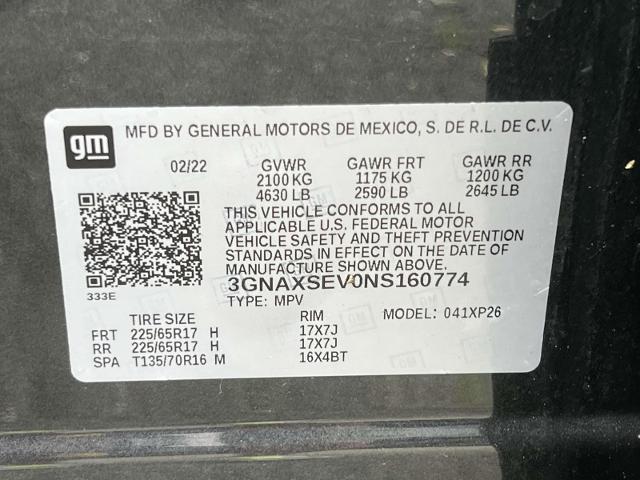 gm MFD BY GENERAL MOTORS DE MEXICO, S. DE R.L. DE C.V.
02/22 GVWR GAWR FRT GAWR RR
2100 KG 1175 KG 1200 KG
4630 LB 2590 LB 2645 LB
THIS VEHICLE CONFORMS TO ALL
APPLICABLE U.S. FEDERAL MOTOR
VEHICLE SAFETY AND THEFT PREVENTION
STANDARDS IN EFFECT ON THE DATE OF
MANUFACTURE SHOWN ABOVE.
333E 3GNAXSEV0NS160774
TYPE: MPV
TIRE SIZE RIM MODEL: 041XP26
FRT 225/65R17 H 17X7J
RR 225/65R17 H 17X7J
SPA T135/70R16 M 16X4BT